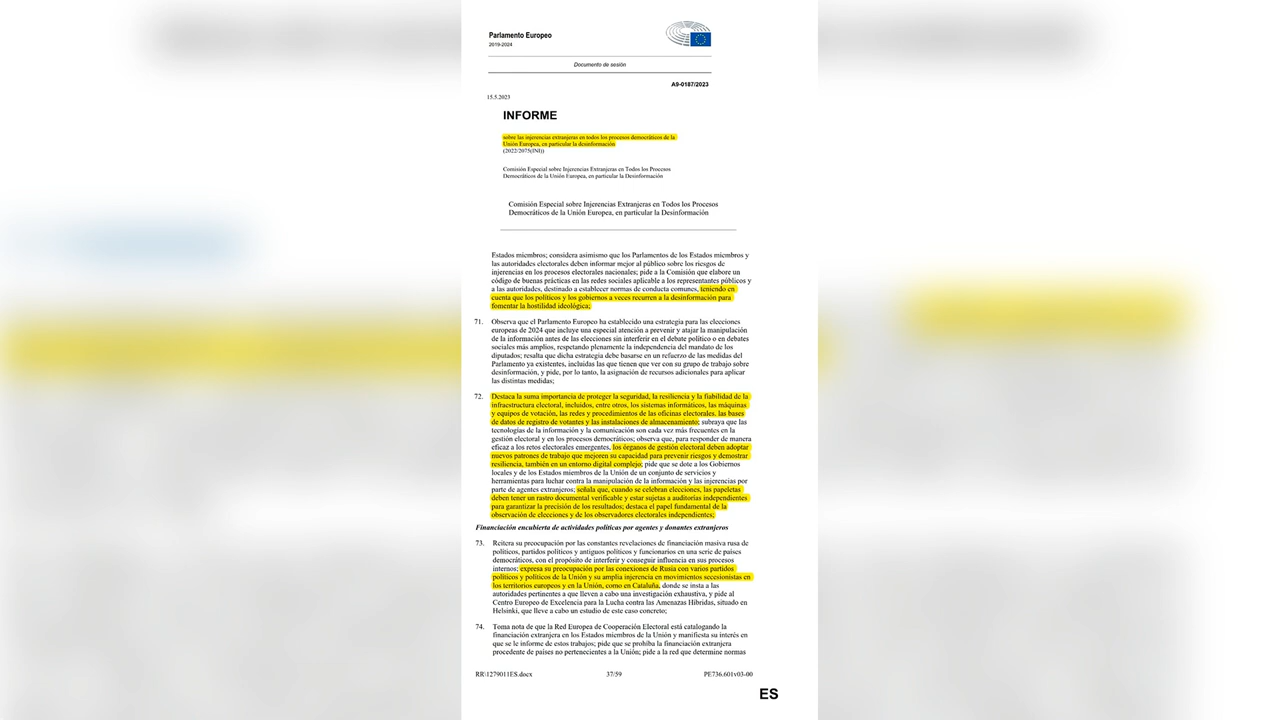 Parlamento Europeo
2019-2024
Documento de sesión
A9-0187/2023
15.5.2023
INFORME
sobre las injerencias extranjeras en todos los procesos democráticos de la
Unión Europea, en particular la desinformación
(2022/2075(INI))
Comisión Especial sobre Injerencias Extranjeras en Todos los Procesos
Democráticos de la Unión Europea, en particular la Desinformación
Comisión Especial sobre Injerencias Extranjeras en Todos los Procesos
Democráticos de la Unión Europea, en particular la Desinformación
Estados miembros; considera asimismo que los Parlamentos de los Estados miembros y
las autoridades electorales deben informar mejor al público sobre los riesgos de
injerencias en los procesos electorales nacionales; pide a la Comisión que elabore un
código de buenas prácticas en las redes sociales aplicable a los representantes públicos y
a las autoridades, destinado a establecer normas de conducta comunes, teniendo en
cuenta que los políticos y los gobiernos a veces recurren a la desinformación para
fomentar la hostilidad ideológica;
71. Observa que el Parlamento Europeo ha establecido una estrategia para las elecciones
europeas de 2024 que incluye una especial atención a prevenir y atajar la manipulación
de la información antes de las elecciones sin interferir en el debate político o en debates
sociales más amplios, respetando plenamente la independencia del mandato de los
diputados; resalta que dicha estrategia debe basarse en un refuerzo de las medidas del
Parlamento ya existentes, incluidas las que tienen que ver con su grupo de trabajo sobre
desinformación, y pide, por lo tanto, la asignación de recursos adicionales para aplicar
las distintas medidas;
72. Destaca la suma importancia de proteger la seguridad, la resiliencia y la fiabilidad de la
infraestructura electoral, incluidos, entre otros, los sistemas informáticos, las máquinas
y equipos de votación, las redes y procedimientos de las oficinas electorales. las bases
de datos de registro de votantes y las instalaciones de almacenamiento; subraya que las
tecnologías de la información y la comunicación son cada vez más frecuentes en la
gestión electoral y en los procesos democráticos; observa que, para responder de manera
eficaz a los retos electorales emergentes, los órganos de gestión electoral deben adoptar
nuevos patrones de trabajo que mejoren su capacidad para prevenir riesgos y demostrar
resiliencia, también en un entorno digital complejo; pide que se dote a los Gobiernos
locales y de los Estados miembros de la Unión de un conjunto de servicios y
herramientas para luchar contra la manipulación de la información y las injerencias por
parte de agentes extranjeros; señala que, cuando se celebran elecciones, las papeletas
deben tener un rastro documental verificable y estar sujetas a auditorías independientes
para garantizar la precisión de los resultados; destaca el papel fundamental de la
observación de elecciones y de los observadores electorales independientes;
Financiación encubierta de actividades políticas por agentes y donantes extranjeros
73. Reitera su preocupación por las constantes revelaciones de financiación masiva rusa de
políticos, partidos políticos y antiguos políticos y funcionarios en una serie de países
democráticos, con el propósito de interferir y conseguir influencia en sus procesos
internos; expresa su preocupación por las conexiones de Rusia con varios partidos
políticos y políticos de la Unión y su amplia injerencia en movimientos secesionistas en
los territorios europeos y en la Unión, como en Cataluña, donde se insta a las
autoridades pertinentes a que lleven a cabo una investigación exhaustiva, y pide al
Centro Europeo de Excelencia para la Lucha contra las Amenazas Híbridas, situado en
Helsinki, que lleve a cabo un estudio de este caso concreto;
74. Toma nota de que la Red Europea de Cooperación Electoral está catalogando la
financiación extranjera en los Estados miembros de la Unión y manifiesta su interés en
que se le informe de estos trabajos; pide que se prohíba la financiación extranjera
procedente de países no pertenecientes a la Unión; pide a la red que determine normas
RR\1279011ES.docx 37/59 PE736.601v03-00
ES